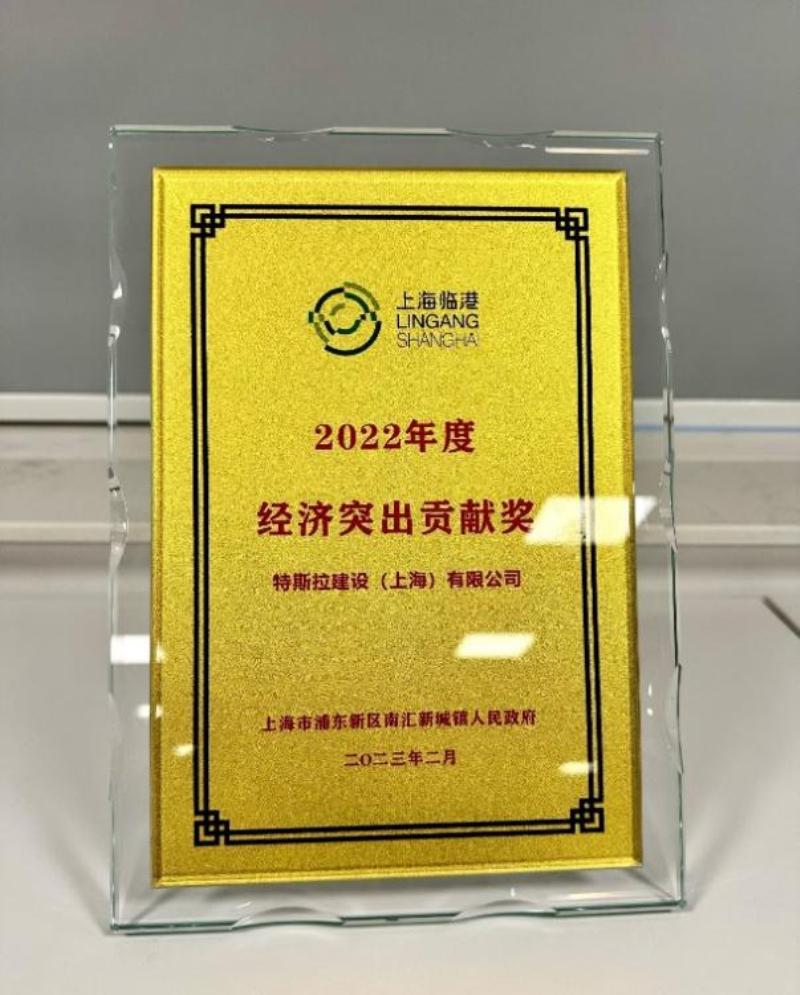 上海临港
LINGANG
SHANGHAI
2022年度
经济突出贡献奖
特斯拉建设（上海）有限公司
上海市浦东新区南汇新城镇人民政府
二〇二三年二月